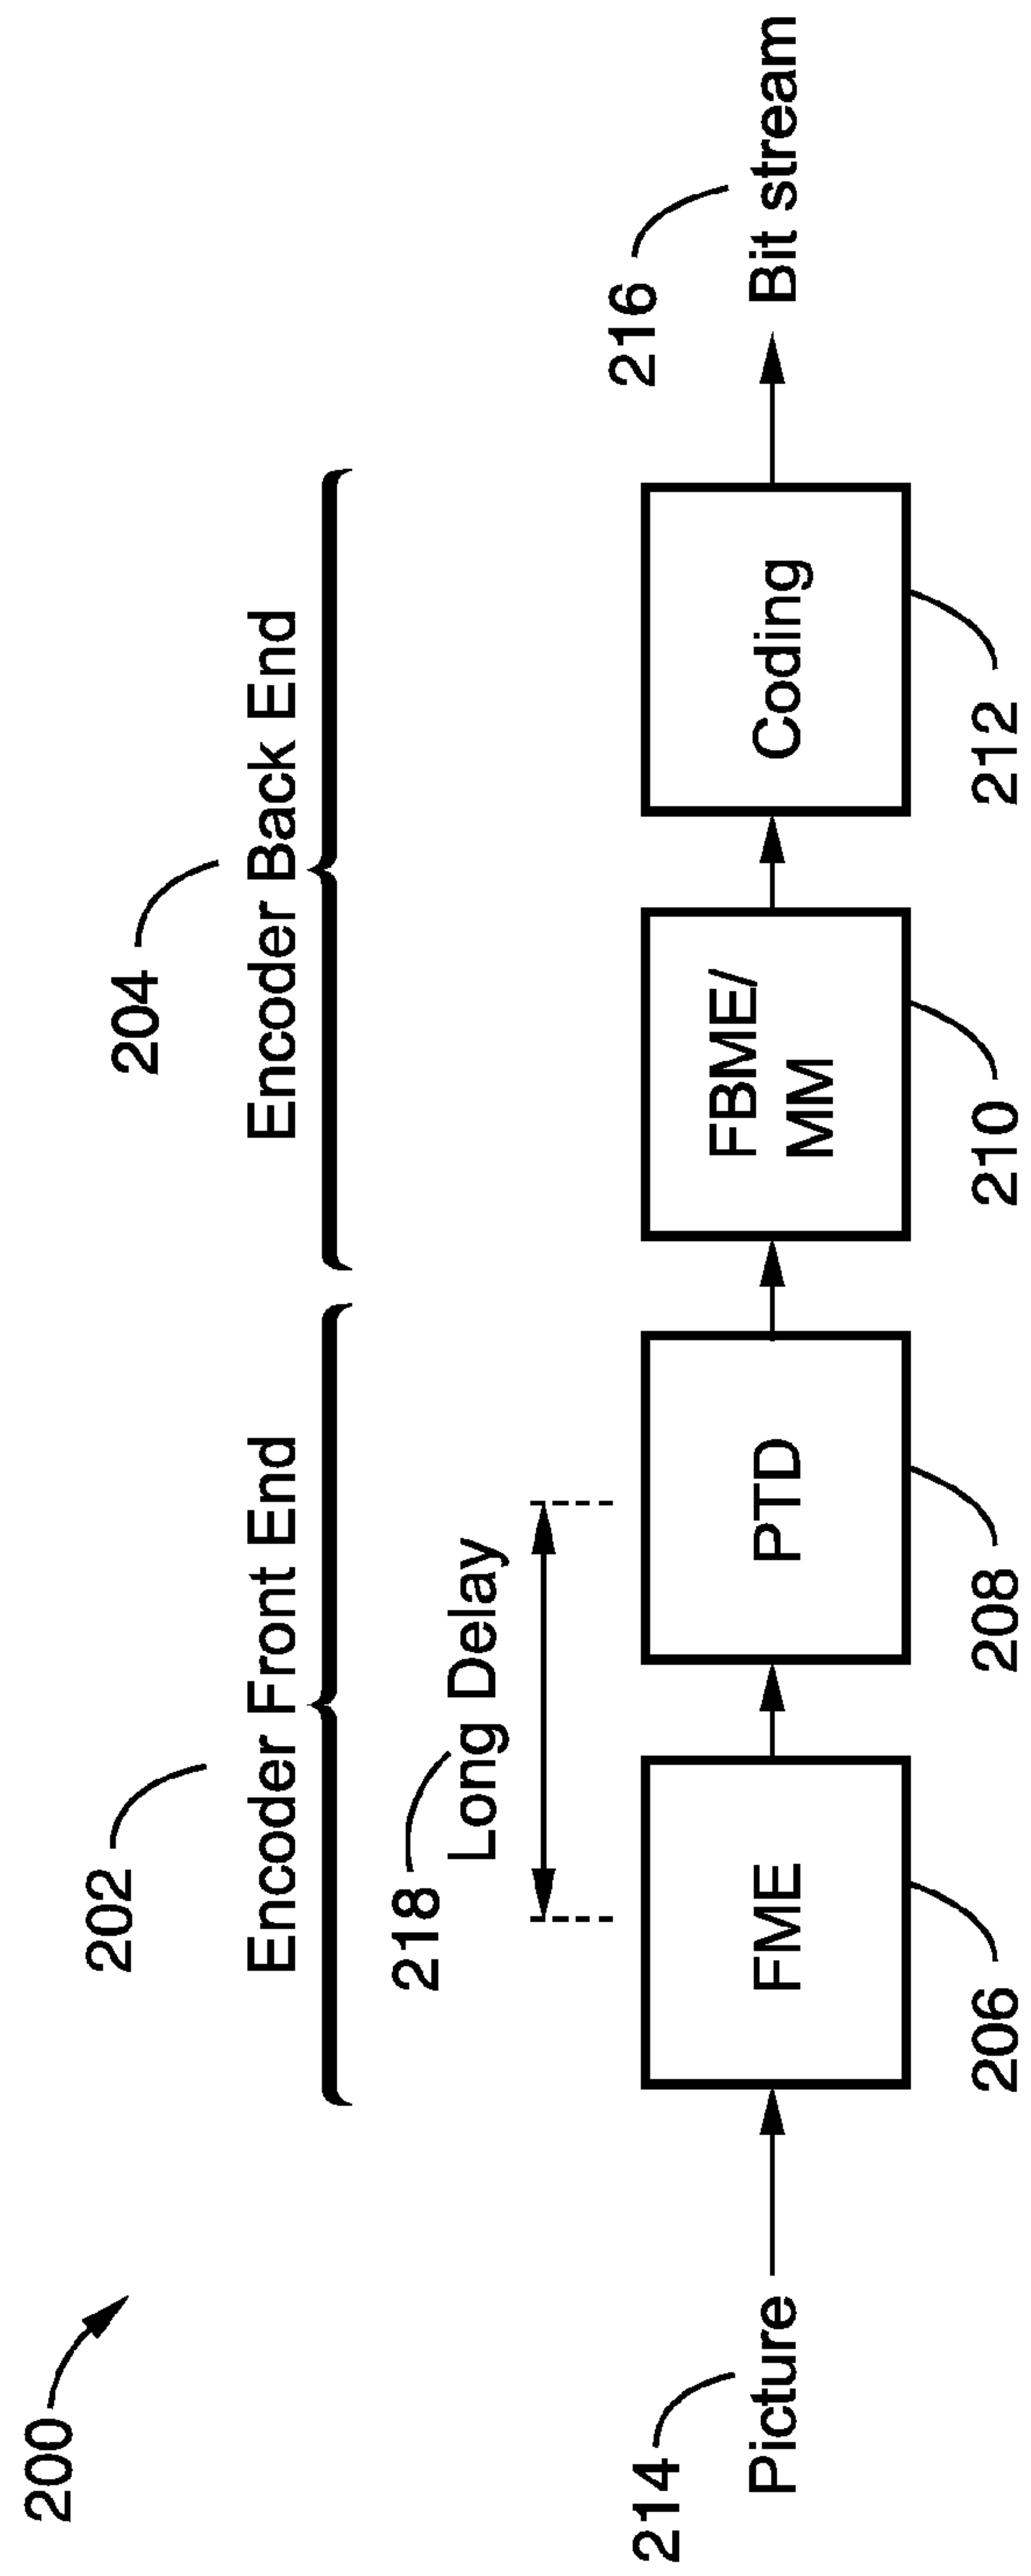 200
202
Encoder Front End
204
Encoder Back End
218
Long Delay
214
Picture
FME
206
PTD
208
FBME/
MM
210
Coding
212
216
Bit stream